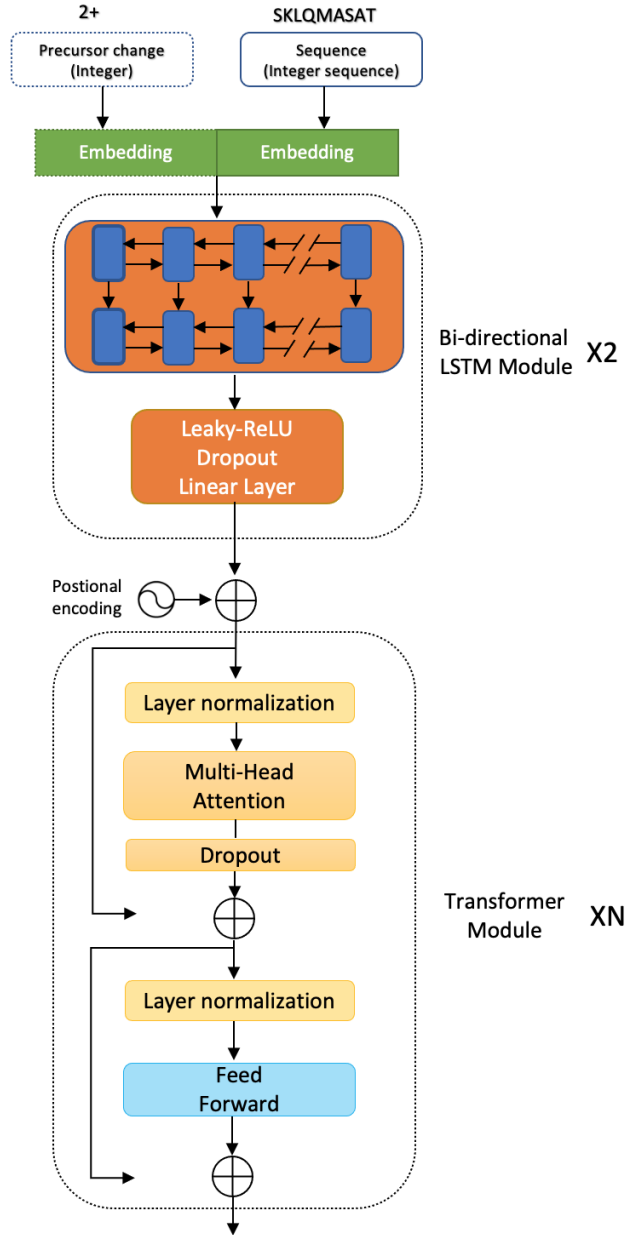 2+
SKLQMASAT
Precursor change
(Integer)
Sequence
(Integer sequence)
Embedding
Embedding
Bi-directional
LSTM Module
X2
Leaky-ReLU
Dropout
Linear Layer
Postional
encoding
Layer normalization
Multi-Head
Attention
Dropout
Transformer
Module
XN
Layer normalization
Feed
Forward